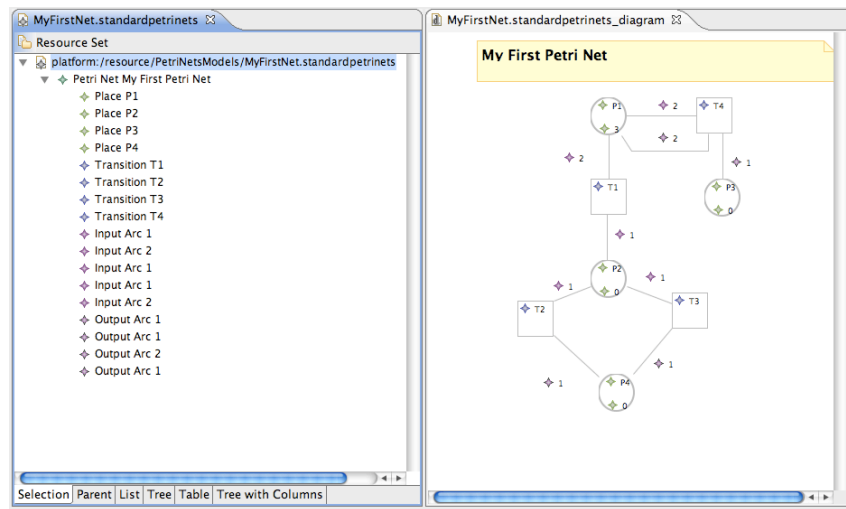 MyFirstNet.standardpetrinets
Resource Set
platform:/resource/PetriNetsModels/MyFirstNet.standardpetrinets
Petri Net My First Petri Net
Place P1
Place P2
Place P3
Place P4
Transition T1
Transition T2
Transition T3
Transition T4
Input Arc 1
Input Arc 2
Input Arc 1
Input Arc 1
Input Arc 2
Output Arc 1
Output Arc 1
Output Arc 2
Output Arc 1
Selection Parent List Tree Table Tree with Columns
MyFirstNet.standardpetrinets_diagram
My First Petri Net
P1 2 T4
3 2
2 1
T1 P3
0
1
P2
1 1
0
T2 T3
1
1
P4
0